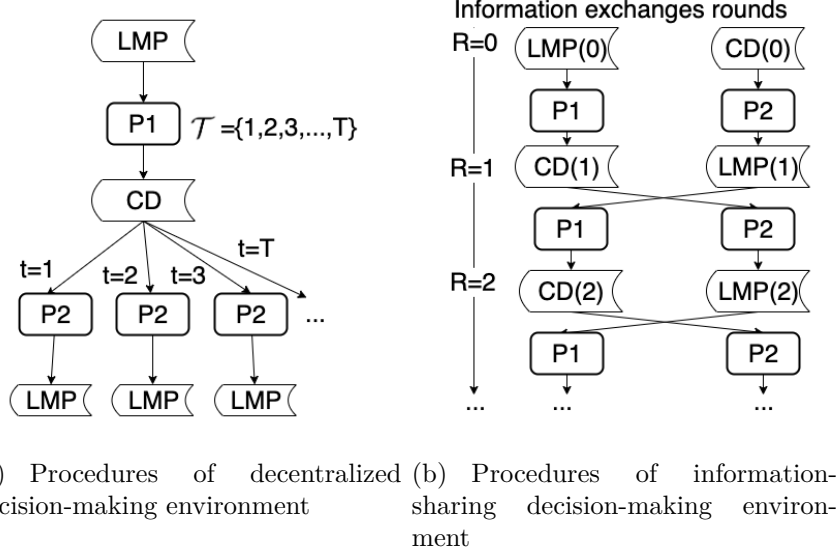 LMP
P1
𝒯 ={1,2,3,...,T}
CD
t=1
t=2
t=3
t=T
P2
P2
P2
...
LMP
LMP
LMP
) Procedures of decentralized
cision-making environment
Information exchanges rounds
R=0
LMP(0)
CD(0)
P1
P2
R=1
CD(1)
LMP(1)
P1
P2
R=2
CD(2)
LMP(2)
P1
P2
...
...
...
(b) Procedures of information-
sharing decision-making environ-
ment